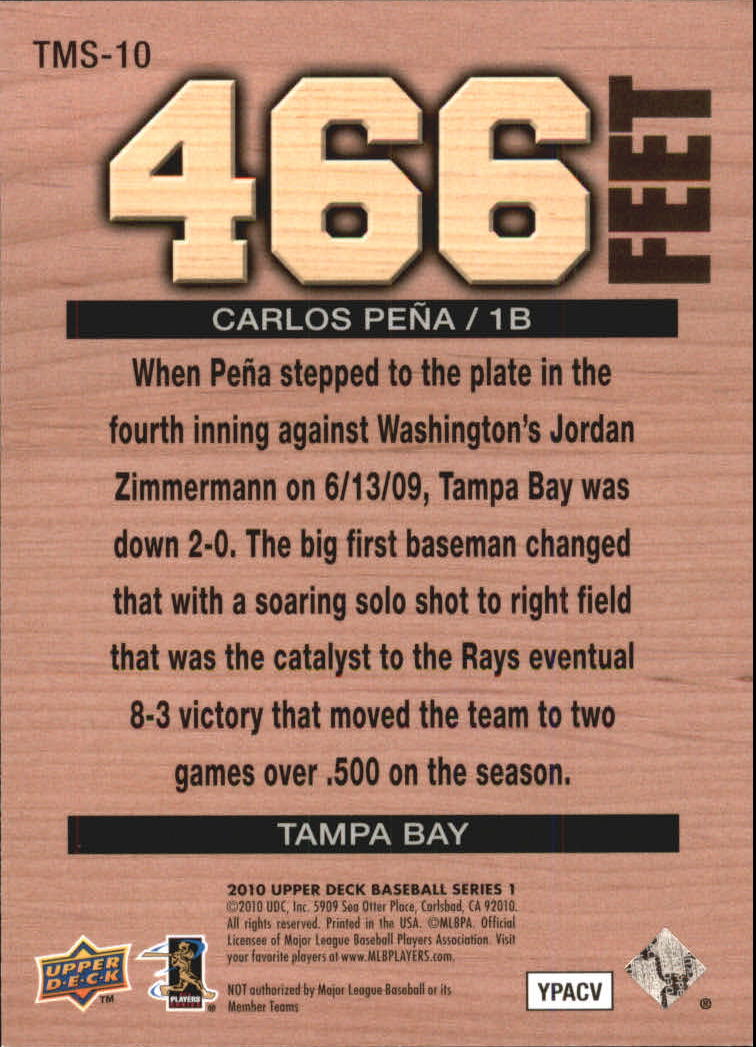 TMS-10
466
FEET
CARLOS PEÑA / 1B
When Peña stepped to the plate in the
fourth inning against Washington's Jordan
Zimmermann on 6/13/09, Tampa Bay was
down 2-0. The big first baseman changed
that with a soaring solo shot to right field
that was the catalyst to the Rays eventual
8-3 victory that moved the team to two
games over .500 on the season.
TAMPA BAY
2010 UPPER DECK BASEBALL SERIES 1
©2010 UDC, Inc. 5909 Sea Otter Place, Carlsbad, CA 92010.
All rights reserved. Printed in the USA. ©MLBPA. Official
Licensee of Major League Baseball Players Association. Visit
your favorite players at www.MLBPLAYERS.com.
NOT authorized by Major League Baseball or its
Member Teams
UPPER
D·E·C·K
TM
PLAYERS
YPACV
®